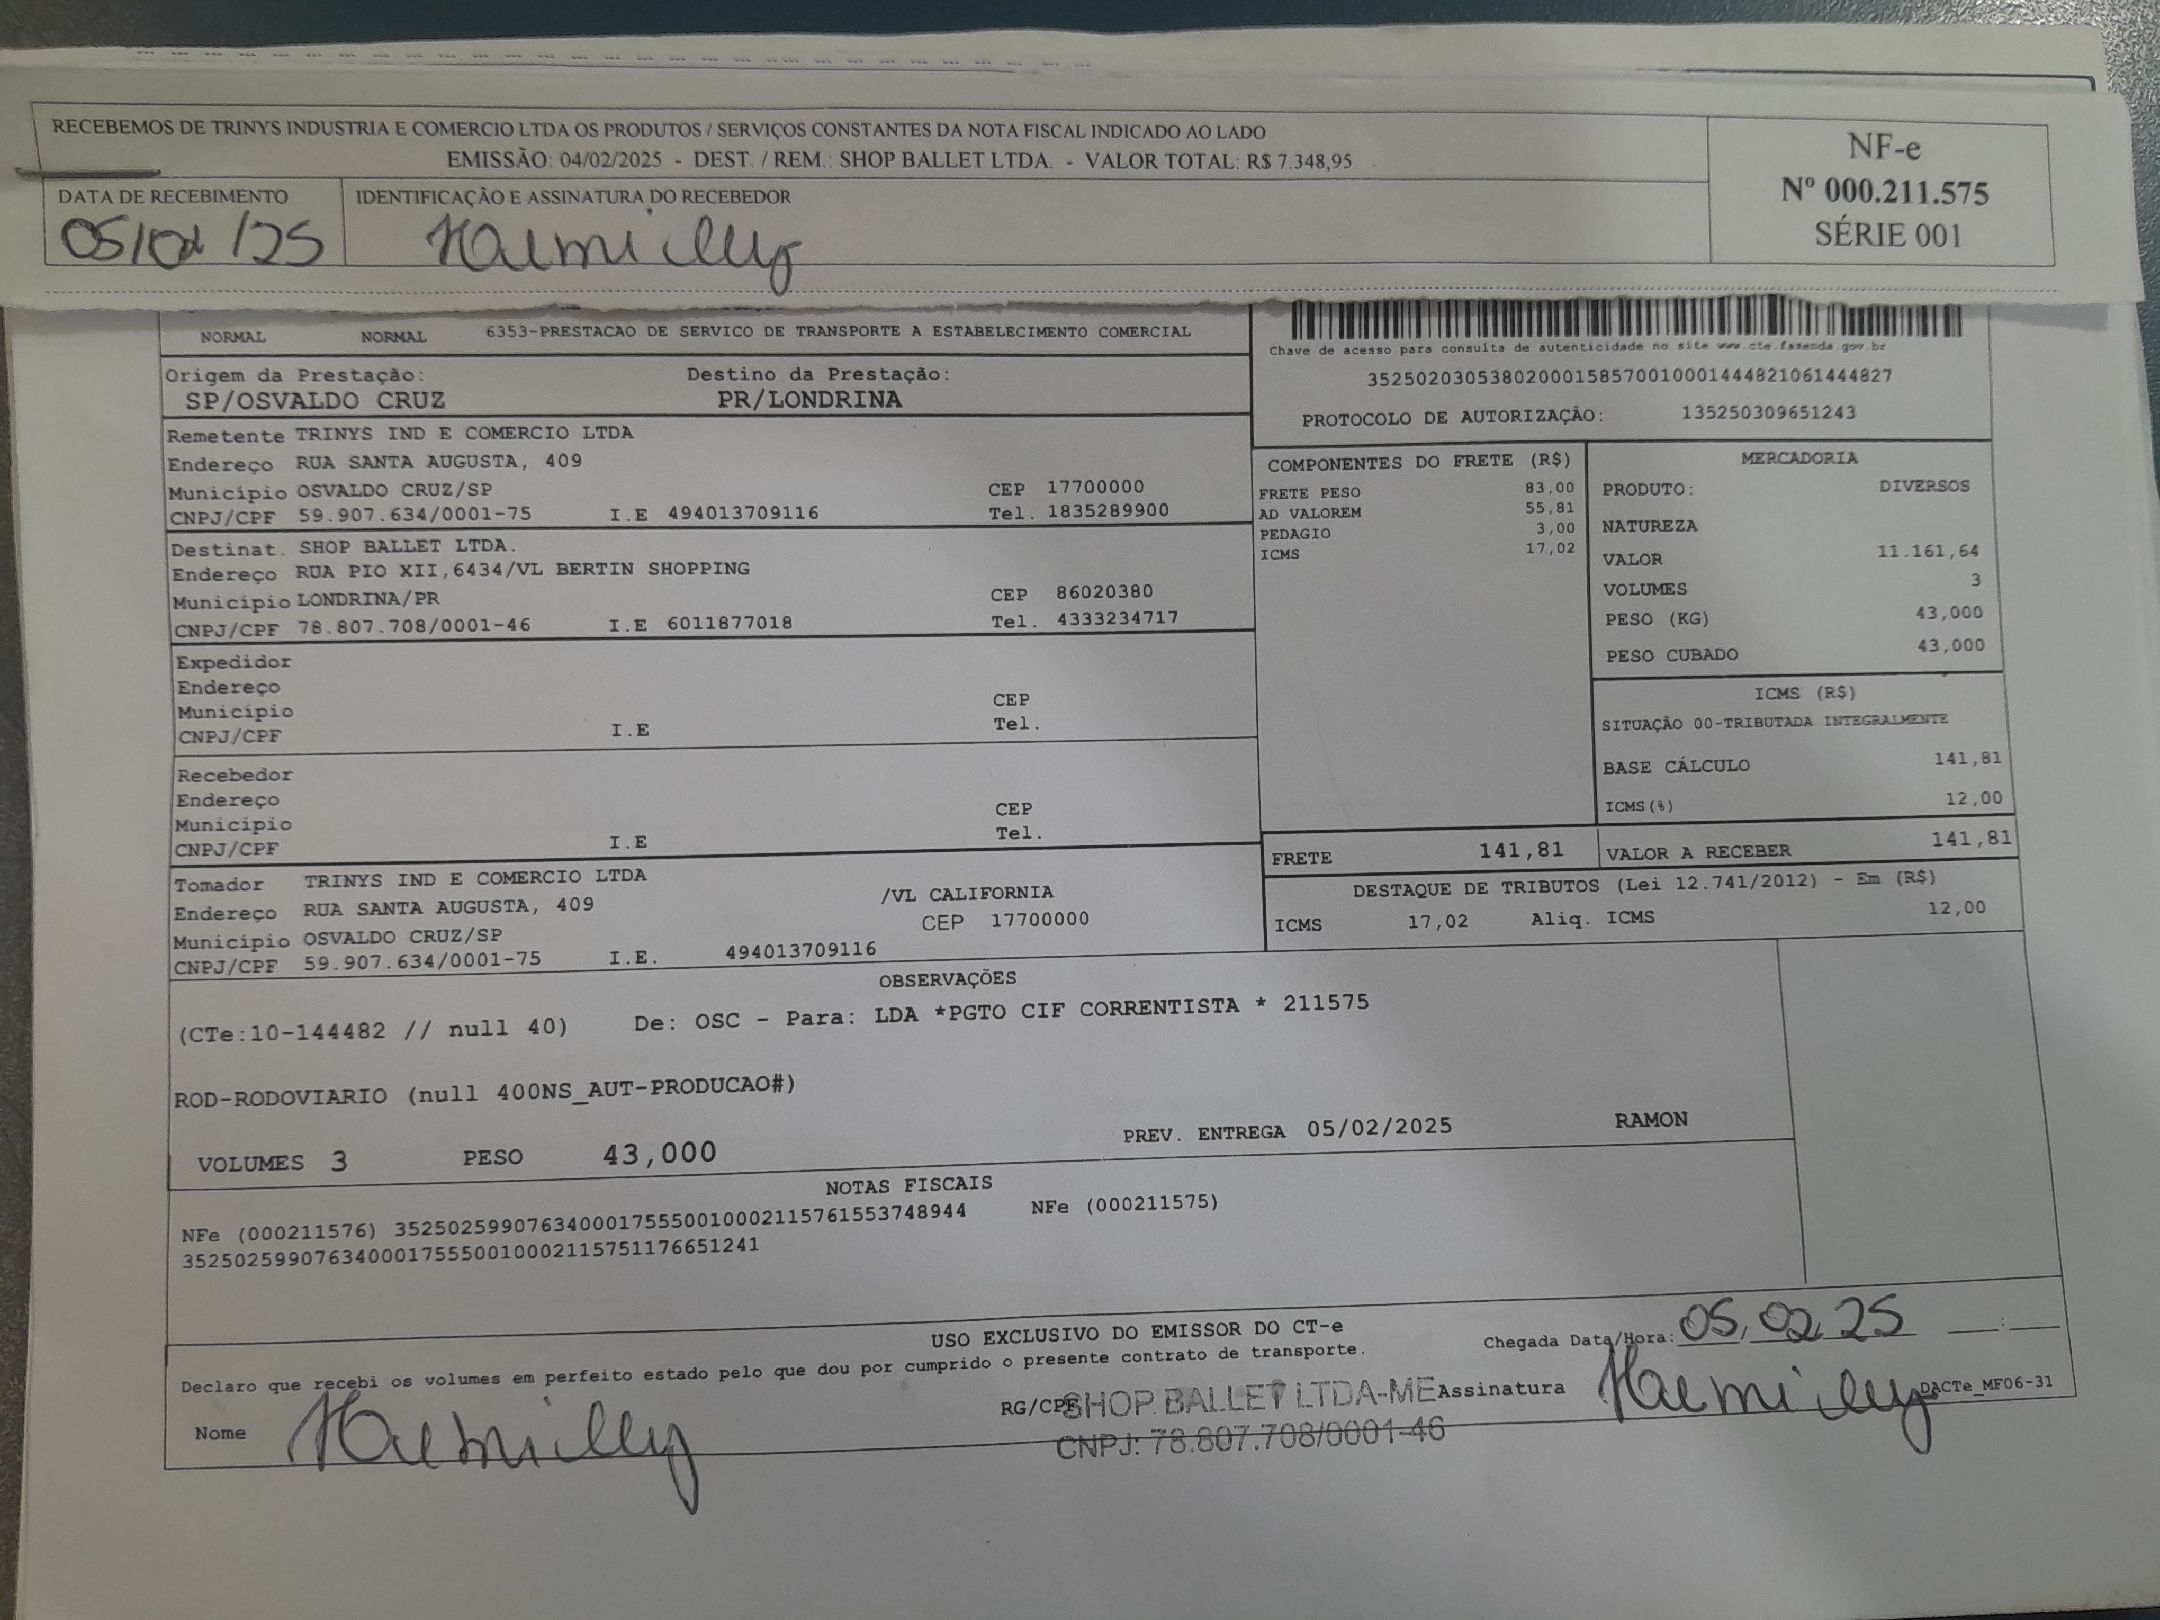 RECEBEMOS DE TRINYS INDUSTRIA E COMERCIO LTDA OS PRODUTOS / SERVIÇOS CONSTANTES DA NOTA FISCAL INDICADO AO LADO
EMISSÃO: 04/02/2025 - DEST. / REM.: SHOP BALLET LTDA. - VALOR TOTAL: R$ 7.348,95
NF-e
Nº 000.211.575
SÉRIE 001
DATA DE RECEBIMENTO
05/02/25
IDENTIFICAÇÃO E ASSINATURA DO RECEBEDOR
Haemilly
NORMAL NORMAL 6353-PRESTACAO DE SERVICO DE TRANSPORTE A ESTABELECIMENTO COMERCIAL
Chave de acesso para consulta de autenticidade no site www.cte.fazenda.gov.br
35250203053802000158570010001444821061444827
PROTOCOLO DE AUTORIZAÇÃO: 135250309651243
Origem da Prestação: Destino da Prestação:
SP/OSVALDO CRUZ PR/LONDRINA
Remetente TRINYS IND E COMERCIO LTDA
Endereço RUA SANTA AUGUSTA, 409
Município OSVALDO CRUZ/SP CEP 17700000
CNPJ/CPF 59.907.634/0001-75 I.E 494013709116 Tel. 1835289900
Destinat. SHOP BALLET LTDA.
Endereço RUA PIO XII,6434/VL BERTIN SHOPPING
Município LONDRINA/PR CEP 86020380
CNPJ/CPF 78.807.708/0001-46 I.E 6011877018 Tel. 4333234717
Expedidor
Endereço
Município CEP
CNPJ/CPF I.E Tel.
Recebedor
Endereço
Município CEP
CNPJ/CPF I.E Tel.
Tomador TRINYS IND E COMERCIO LTDA
Endereço RUA SANTA AUGUSTA, 409 /VL CALIFORNIA
Município OSVALDO CRUZ/SP CEP 17700000
CNPJ/CPF 59.907.634/0001-75 I.E. 494013709116
COMPONENTES DO FRETE (R$)
FRETE PESO 83,00
AD VALOREM 55,81
PEDAGIO 3,00
ICMS 17,02
MERCADORIA
PRODUTO: DIVERSOS
NATUREZA
VALOR 11.161,64
VOLUMES 3
PESO (KG) 43,000
PESO CUBADO 43,000
ICMS (R$)
SITUAÇÃO 00-TRIBUTADA INTEGRALMENTE
BASE CÁLCULO 141,81
ICMS(%) 12,00
FRETE 141,81 VALOR A RECEBER 141,81
DESTAQUE DE TRIBUTOS (Lei 12.741/2012) - Em (R$)
ICMS 17,02 Aliq. ICMS 12,00
OBSERVAÇÕES
(CTe:10-144482 // null 40) De: OSC - Para: LDA *PGTO CIF CORRENTISTA * 211575
ROD-RODOVIARIO (null 400NS_AUT-PRODUCAO#)
VOLUMES 3 PESO 43,000 PREV. ENTREGA 05/02/2025 RAMON
NOTAS FISCAIS
NFe (000211576) 35250259907634000175550010002115761553748944 NFe (000211575)
35250259907634000175550010002115751176651241
USO EXCLUSIVO DO EMISSOR DO CT-e
Chegada Data/Hora: 05/02/25 __:__
Declaro que recebi os volumes em perfeito estado pelo que dou por cumprido o presente contrato de transporte.
Nome Haemilly
RG/CPF
SHOP BALLET LTDA-ME
CNPJ: 78.807.708/0001-46
Assinatura Haemilly
DACTe_MF06-31